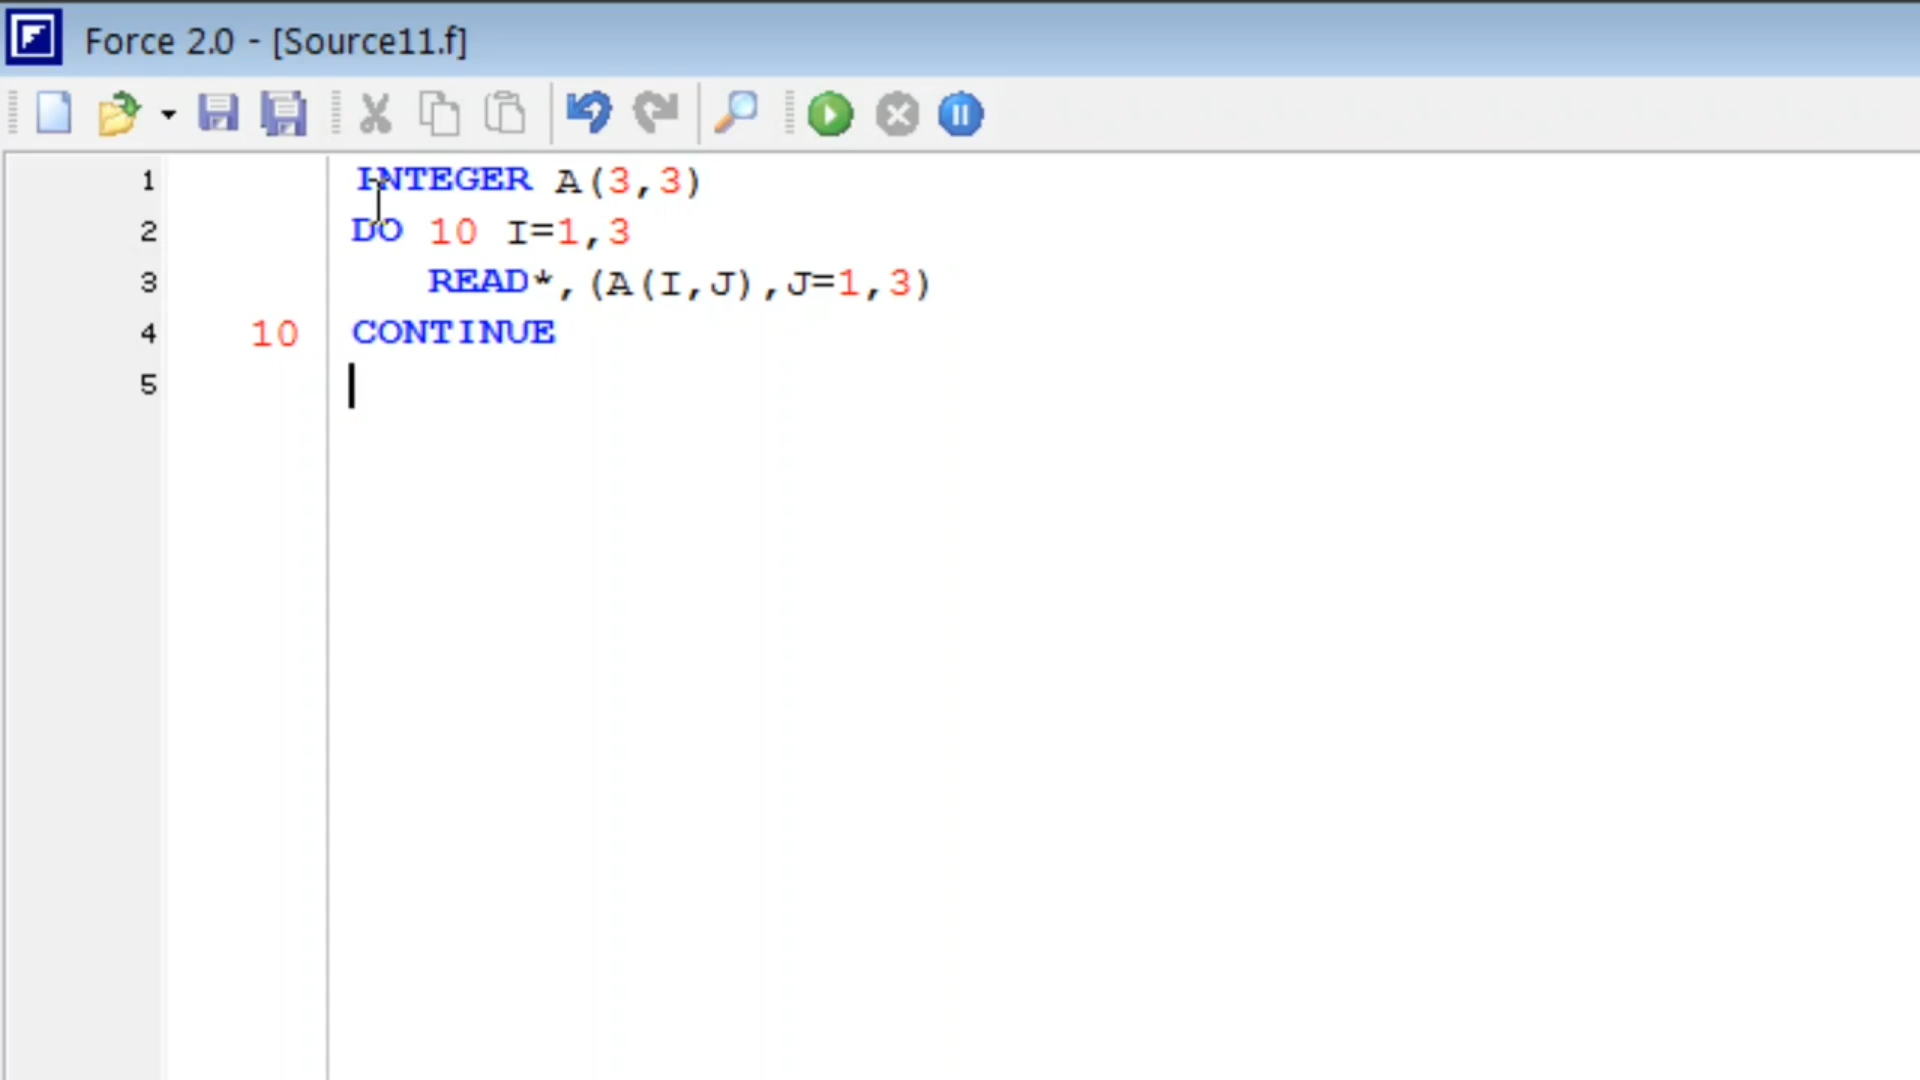 Force 2.0 - [Source11.f]
1 INTEGER A(3,3)
2 DO 10 I=1,3
3 READ*,(A(I,J),J=1,3)
4 10 CONTINUE
5